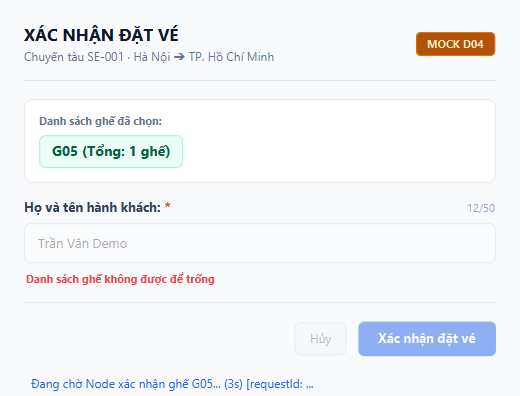 XÁC NHẬN ĐẶT VÉ
MOCK D04
Chuyến tàu SE-001 · Hà Nội ➔ TP. Hồ Chí Minh
Danh sách ghế đã chọn:
G05 (Tổng: 1 ghế)
Họ và tên hành khách: *
12/50
Trần Văn Demo
Danh sách ghế không được để trống
Hủy
Xác nhận đặt vé
Đang chờ Node xác nhận ghế G05... (3s) [requestId: ...